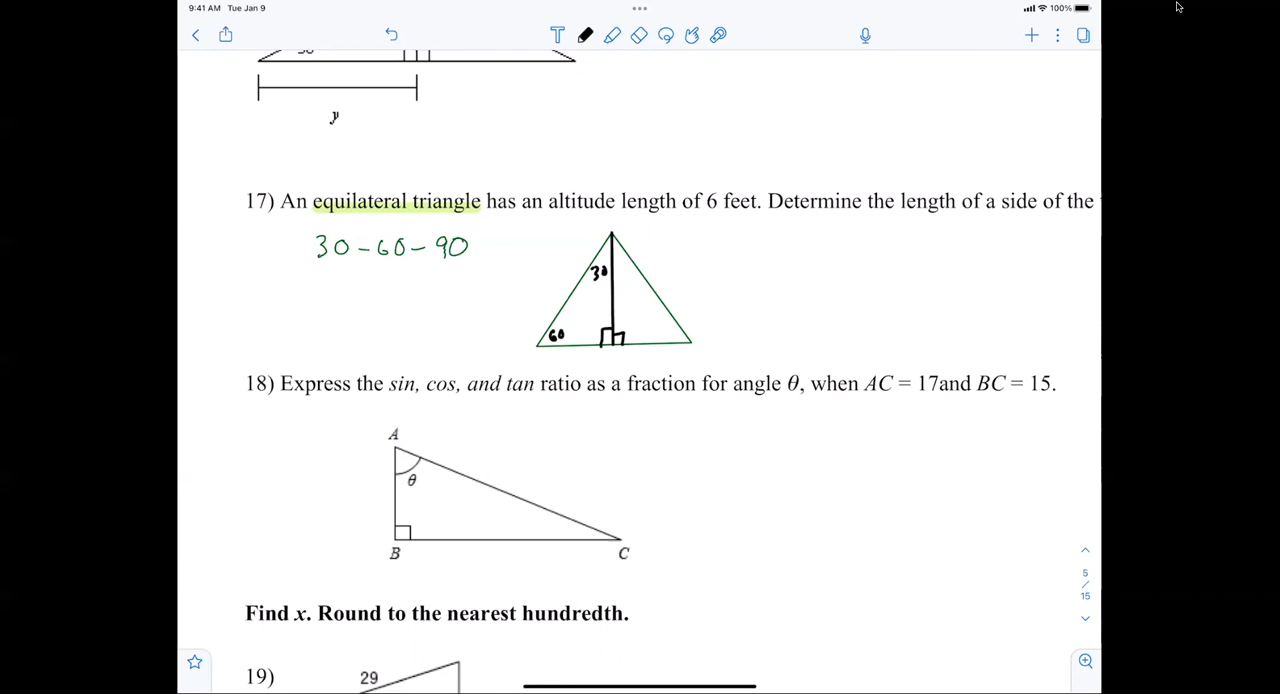 9:41 AM Tue Jan 9
100%
T
y
17) An equilateral triangle has an altitude length of 6 feet. Determine the length of a side of the
30-60-90
30
60
18) Express the sin, cos, and tan ratio as a fraction for angle θ, when AC = 17and BC = 15.
A
θ
B
C
5
/
15
Find x. Round to the nearest hundredth.
19)
29